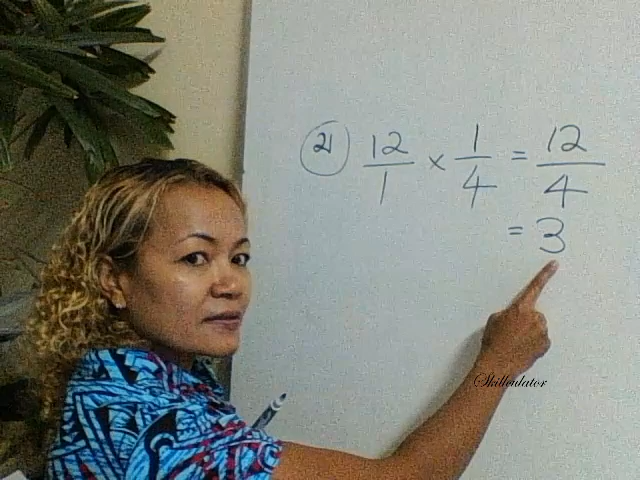 2) 12/1 × 1/4 = 12/4
= 3
Skillculator